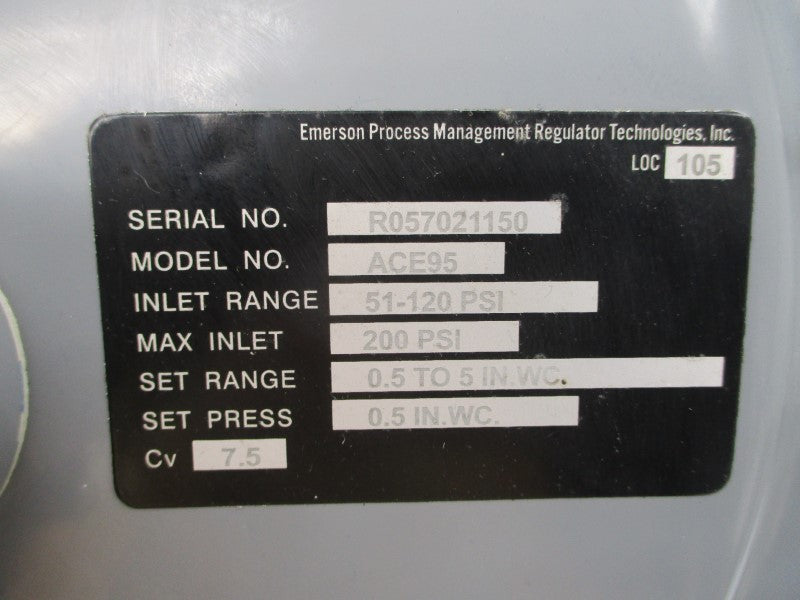 Emerson Process Management Regulator Technologies, Inc.
LOC 105
SERIAL NO. R057021150
MODEL NO. ACE95
INLET RANGE 51-120 PSI
MAX INLET 200 PSI
SET RANGE 0.5 TO 5 IN.WC.
SET PRESS 0.5 IN.WC.
Cv 7.5